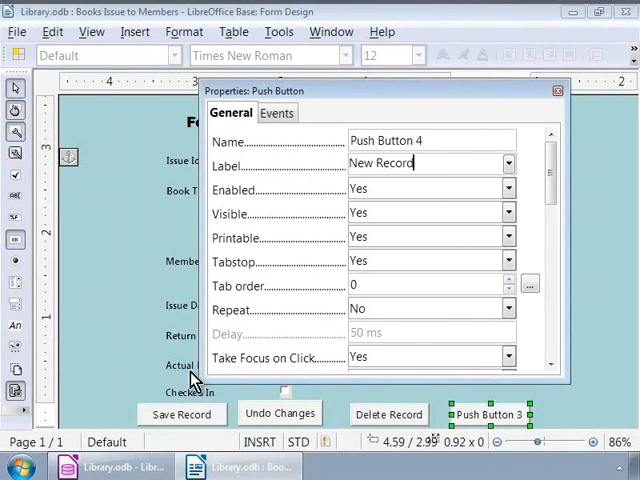 Library.odb : Books Issue to Members - LibreOffice Base: Form Design
File Edit View Insert Format Table Tools Window Help
Default Times New Roman 12
Properties: Push Button
General Events
Name Push Button 4
Label New Record
Enabled Yes
Visible Yes
Printable Yes
Tabstop Yes
Tab order 0 ...
Repeat No
Delay 50 ms
Take Focus on Click Yes
Fo
Issue Id
Book T
Membe
Issue Da
Return
Actual
Checked In
Save Record Undo Changes Delete Record Push Button 3
Page 1 / 1 Default INSRT STD 4.59 / 2.99 0.92 x 0 86%
Library.odb - Libr... Library.odb : Boo...